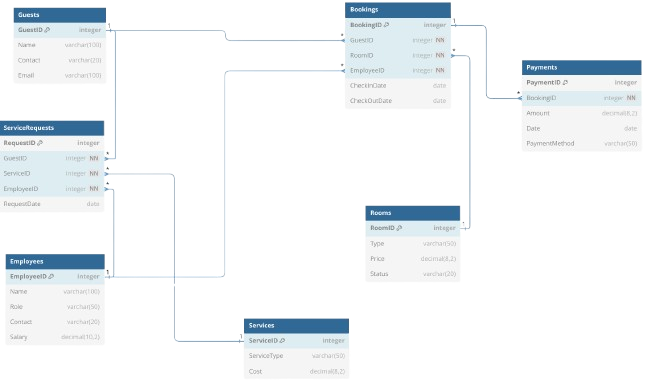 Guests
GuestID integer
Name varchar(100)
Contact varchar(20)
Email varchar(100)
ServiceRequests
RequestID integer
GuestID integer NN
ServiceID integer NN
EmployeeID integer NN
RequestDate date
Employees
EmployeeID integer
Name varchar(100)
Role varchar(50)
Contact varchar(20)
Salary decimal(10,2)
Bookings
BookingID integer
GuestID integer NN
RoomID integer NN
EmployeeID integer NN
CheckInDate date
CheckOutDate date
Payments
PaymentID integer
BookingID integer NN
Amount decimal(8,2)
Date date
PaymentMethod varchar(50)
Rooms
RoomID integer
Type varchar(50)
Price decimal(8,2)
Status varchar(20)
Services
ServiceID integer
ServiceType varchar(50)
Cost decimal(8,2)
1
*
*
1
*
*
*
*
1
*
1
*
1